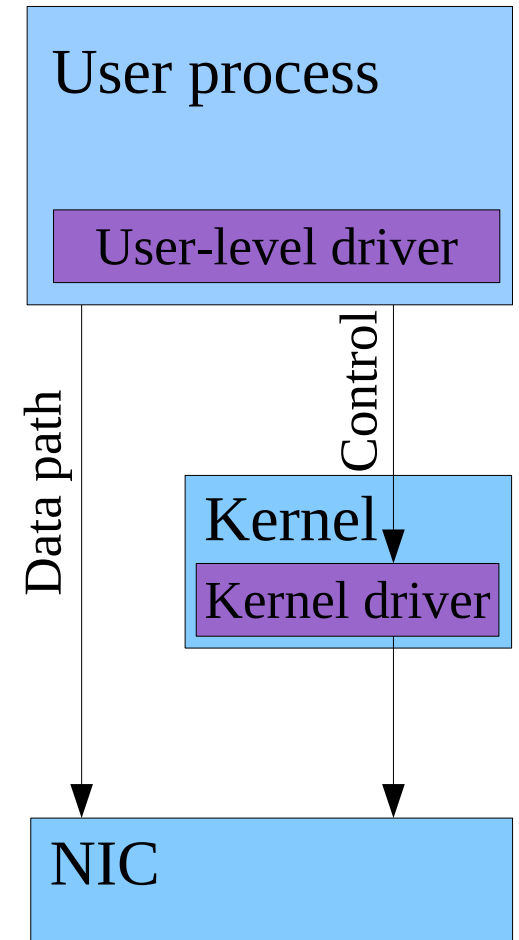 User process
User-level driver
Control
Data path
Kernel
Kernel driver
NIC